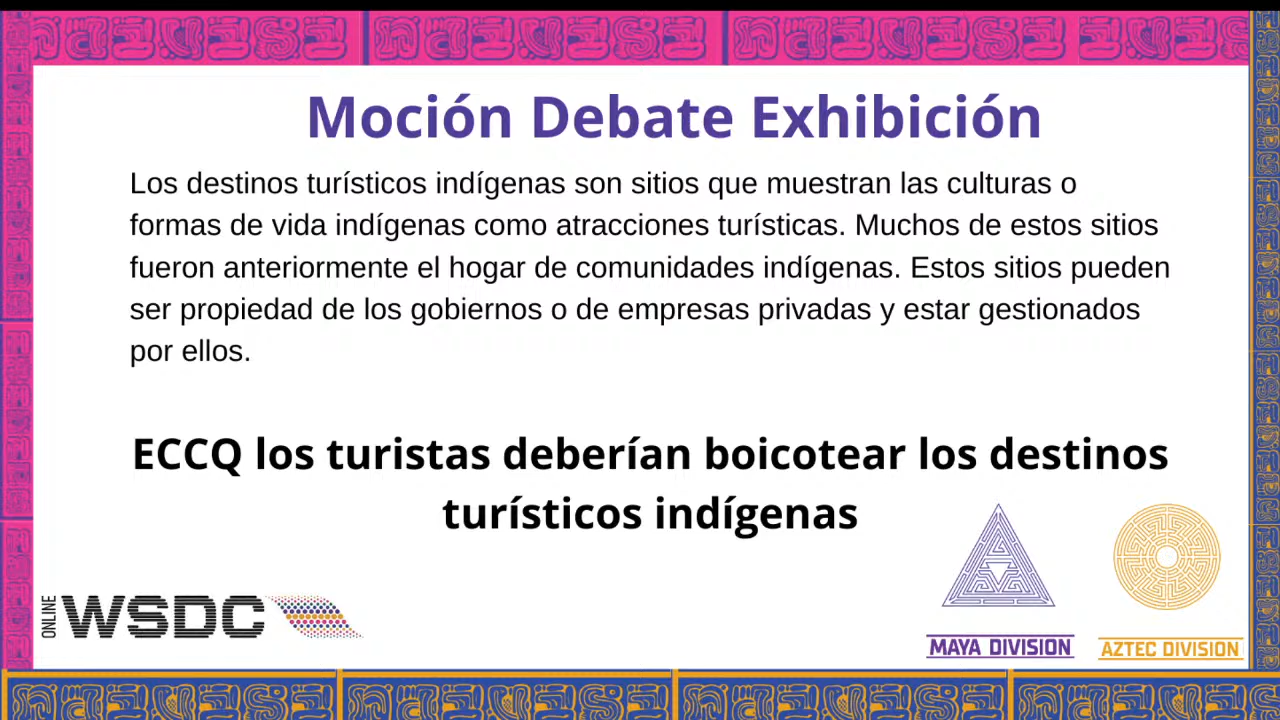 Moción Debate Exhibición
Los destinos turísticos indígenas son sitios que muestran las culturas o
formas de vida indígenas como atracciones turísticas. Muchos de estos sitios
fueron anteriormente el hogar de comunidades indígenas. Estos sitios pueden
ser propiedad de los gobiernos o de empresas privadas y estar gestionados
por ellos.
ECCQ los turistas deberían boicotear los destinos
turísticos indígenas
ONLINE WSDC
MAYA DIVISION
AZTEC DIVISION